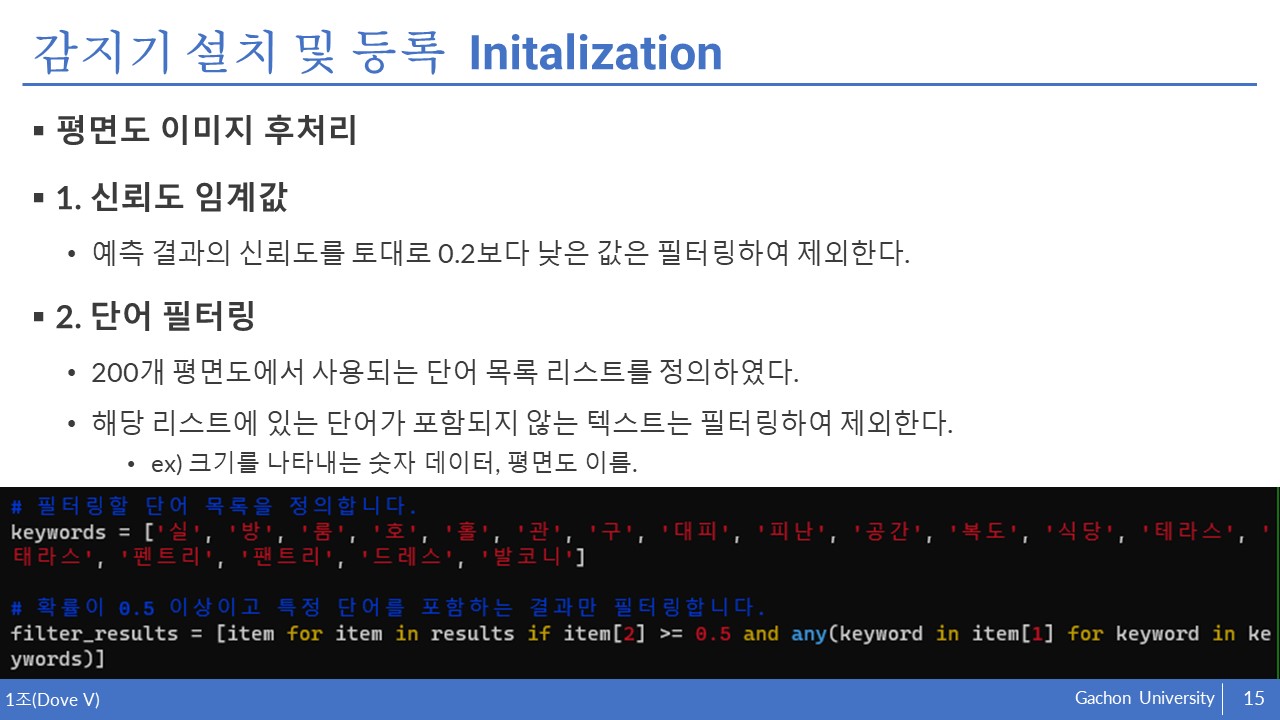 감지기 설치 및 등록 Initalization
▪ 평면도 이미지 후처리
▪ 1. 신뢰도 임계값
• 예측 결과의 신뢰도를 토대로 0.2보다 낮은 값은 필터링하여 제외한다.
▪ 2. 단어 필터링
• 200개 평면도에서 사용되는 단어 목록 리스트를 정의하였다.
• 해당 리스트에 있는 단어가 포함되지 않는 텍스트는 필터링하여 제외한다.
• ex) 크기를 나타내는 숫자 데이터, 평면도 이름.
# 필터링할 단어 목록을 정의합니다.
keywords = ['실', '방', '룸', '호', '홀', '관', '구', '대피', '피난', '공간', '복도', '식당', '테라스', '
태라스', '펜트리', '팬트리', '드레스', '발코니']
# 확률이 0.5 이상이고 특정 단어를 포함하는 결과만 필터링합니다.
filter_results = [item for item in results if item[2] >= 0.5 and any(keyword in item[1] for keyword in ke
ywords)]
1조(Dove V)
Gachon University 15